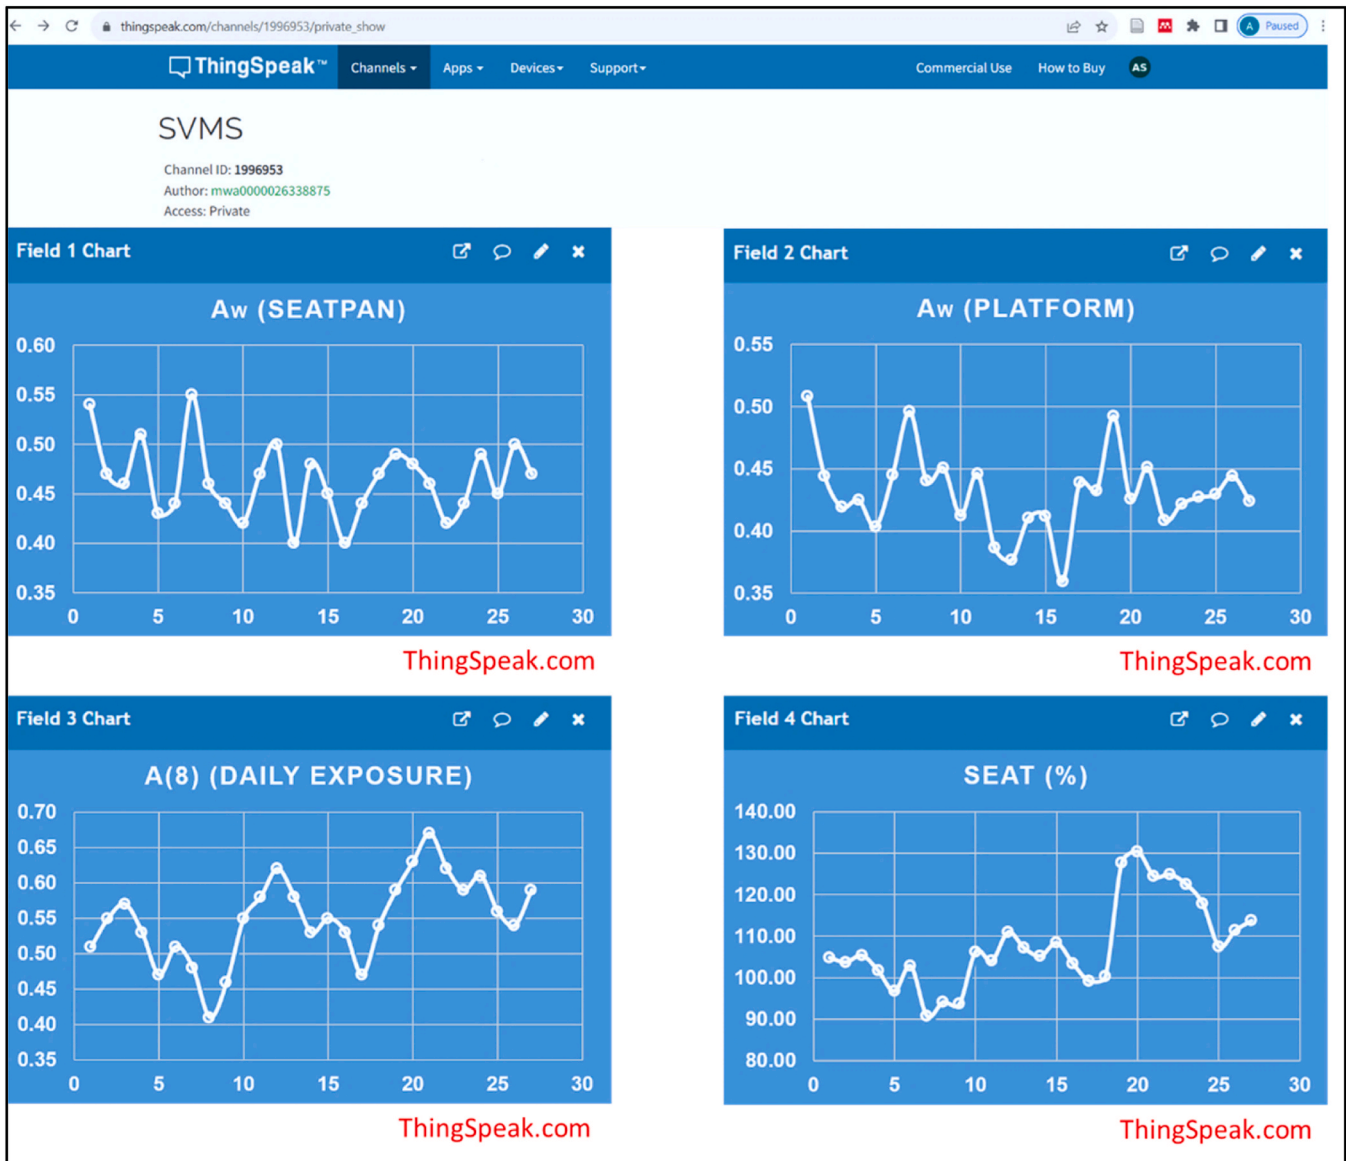 thingspeak.com/channels/1996953/private_show
A Paused
ThingSpeak™ Channels Apps Devices Support Commercial Use How to Buy AS
SVMS
Channel ID: 1996953
Author: mwa0000026338875
Access: Private
Field 1 Chart
AW (SEATPAN)
0.60
0.55
0.50
0.45
0.40
0.35
0 5 10 15 20 25 30
ThingSpeak.com
Field 2 Chart
AW (PLATFORM)
0.55
0.50
0.45
0.40
0.35
0 5 10 15 20 25 30
ThingSpeak.com
Field 3 Chart
A(8) (DAILY EXPOSURE)
0.70
0.65
0.60
0.55
0.50
0.45
0.40
0.35
0 5 10 15 20 25 30
ThingSpeak.com
Field 4 Chart
SEAT (%)
140.00
130.00
120.00
110.00
100.00
90.00
80.00
0 5 10 15 20 25 30
ThingSpeak.com